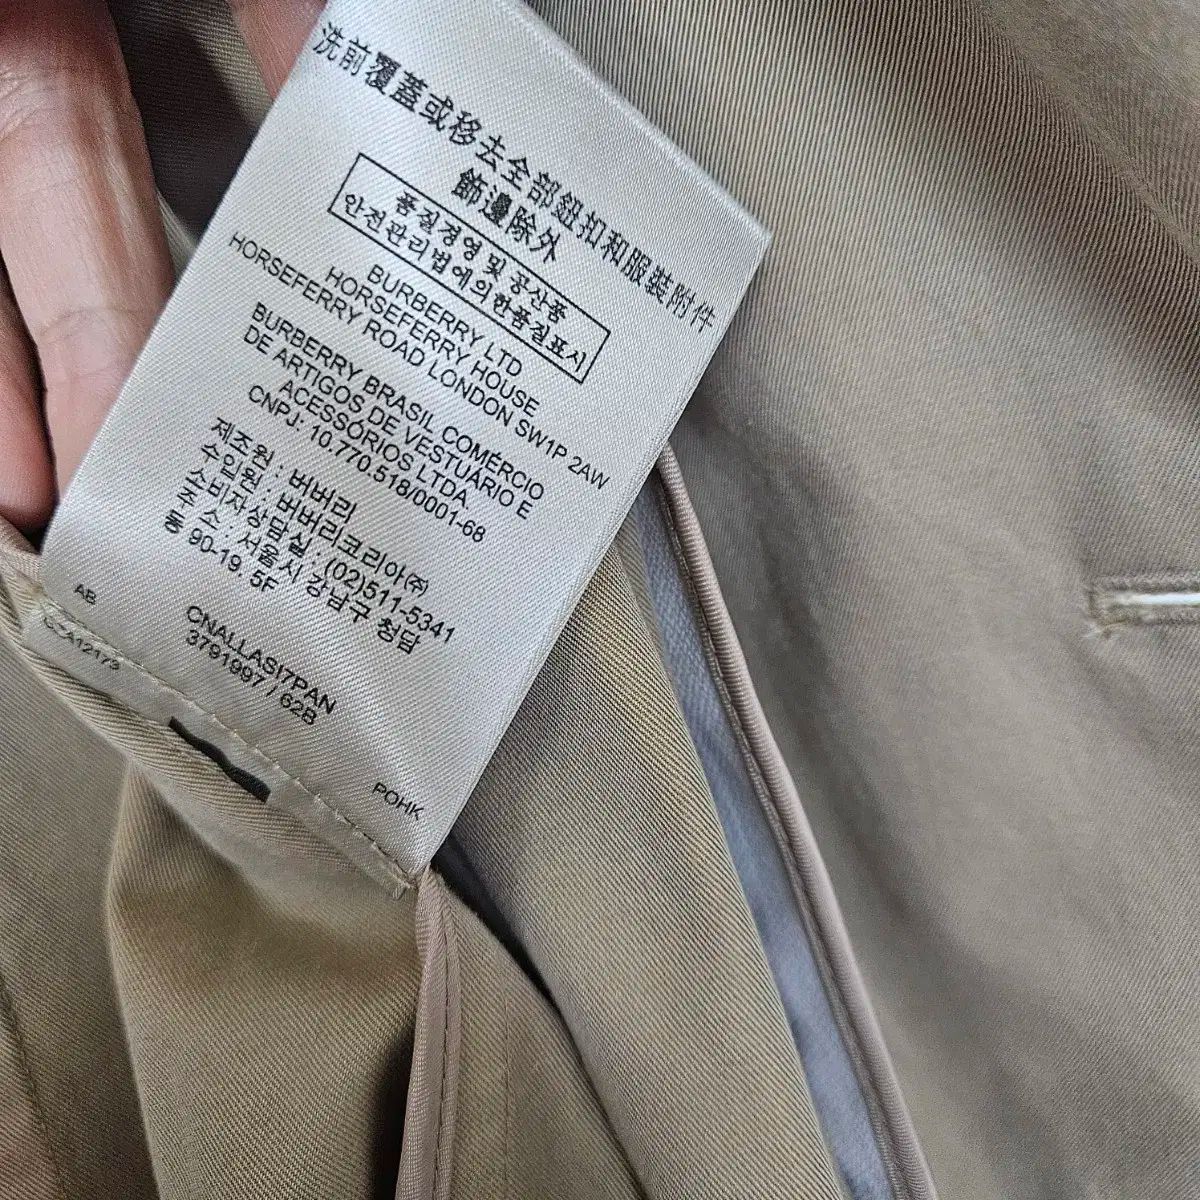 洗前覆蓋或移去全部鈕扣和服裝附件
飾邊除外
품질경영 및 공산품
안전관리법에의한품질표시
BURBERRY LTD
HORSEFERRY HOUSE
HORSEFERRY ROAD LONDON SW1P 2AW
BURBERRY BRASIL COMÉRCIO
DE ARTIGOS DE VESTUÁRIO E
ACESSÓRIOS LTDA.
CNPJ: 10.770.518/0001-68
제조원 : 버버리
수입원 : 버버리코리아㈜
소비자상담실 : (02)511-5341
주 소 : 서울시 강남구 청담
동 90-19. 5F
AB
CNALLASI7PAN
3791997 / 62B
POHK